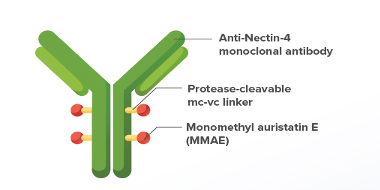 Anti-Nectin-4
monoclonal antibody
Protease-cleavable
mc-vc linker
Monomethyl auristatin E
(MMAE)